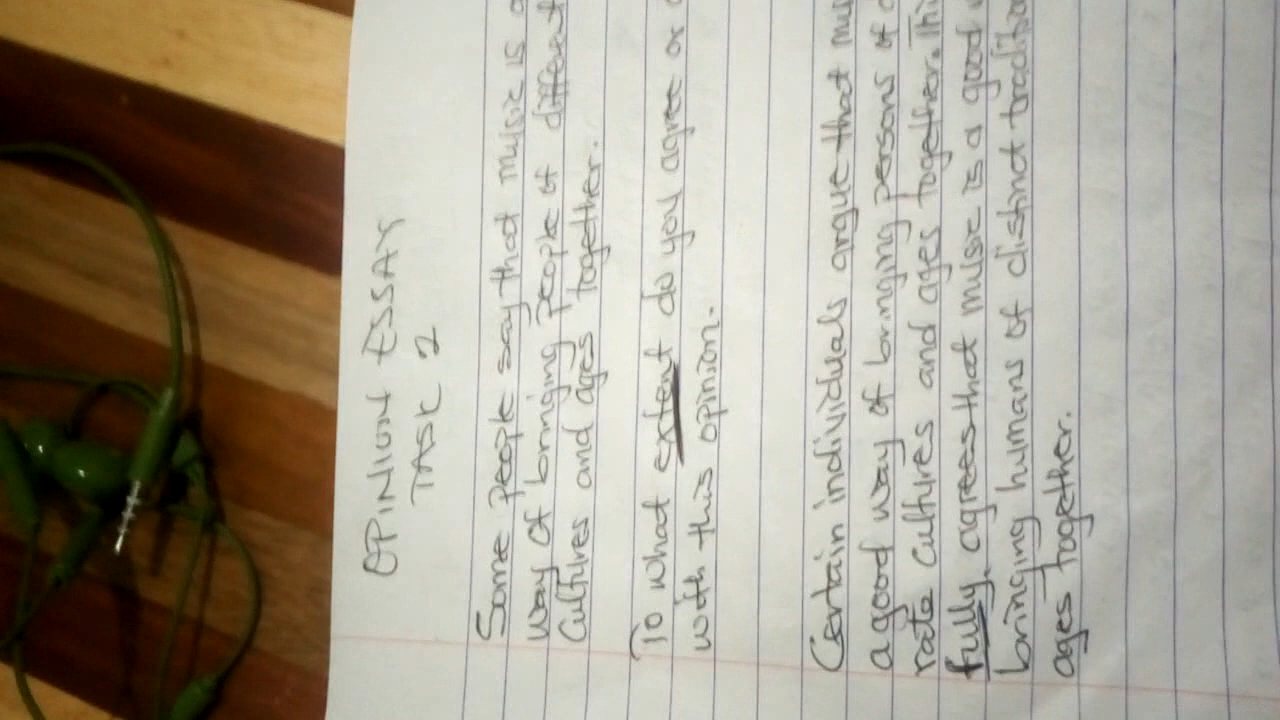 OPINION ESSAY
TASK 2
Some people say that music is a
way of bringing people of different
cultures and ages together.
To what extent do you agree or
with this opinion.
Certain individuals argue that
a good way of bringing persons of
rate cultures and ages together.
fully agrees that music is a good
bringing humans of distinct
ages together.